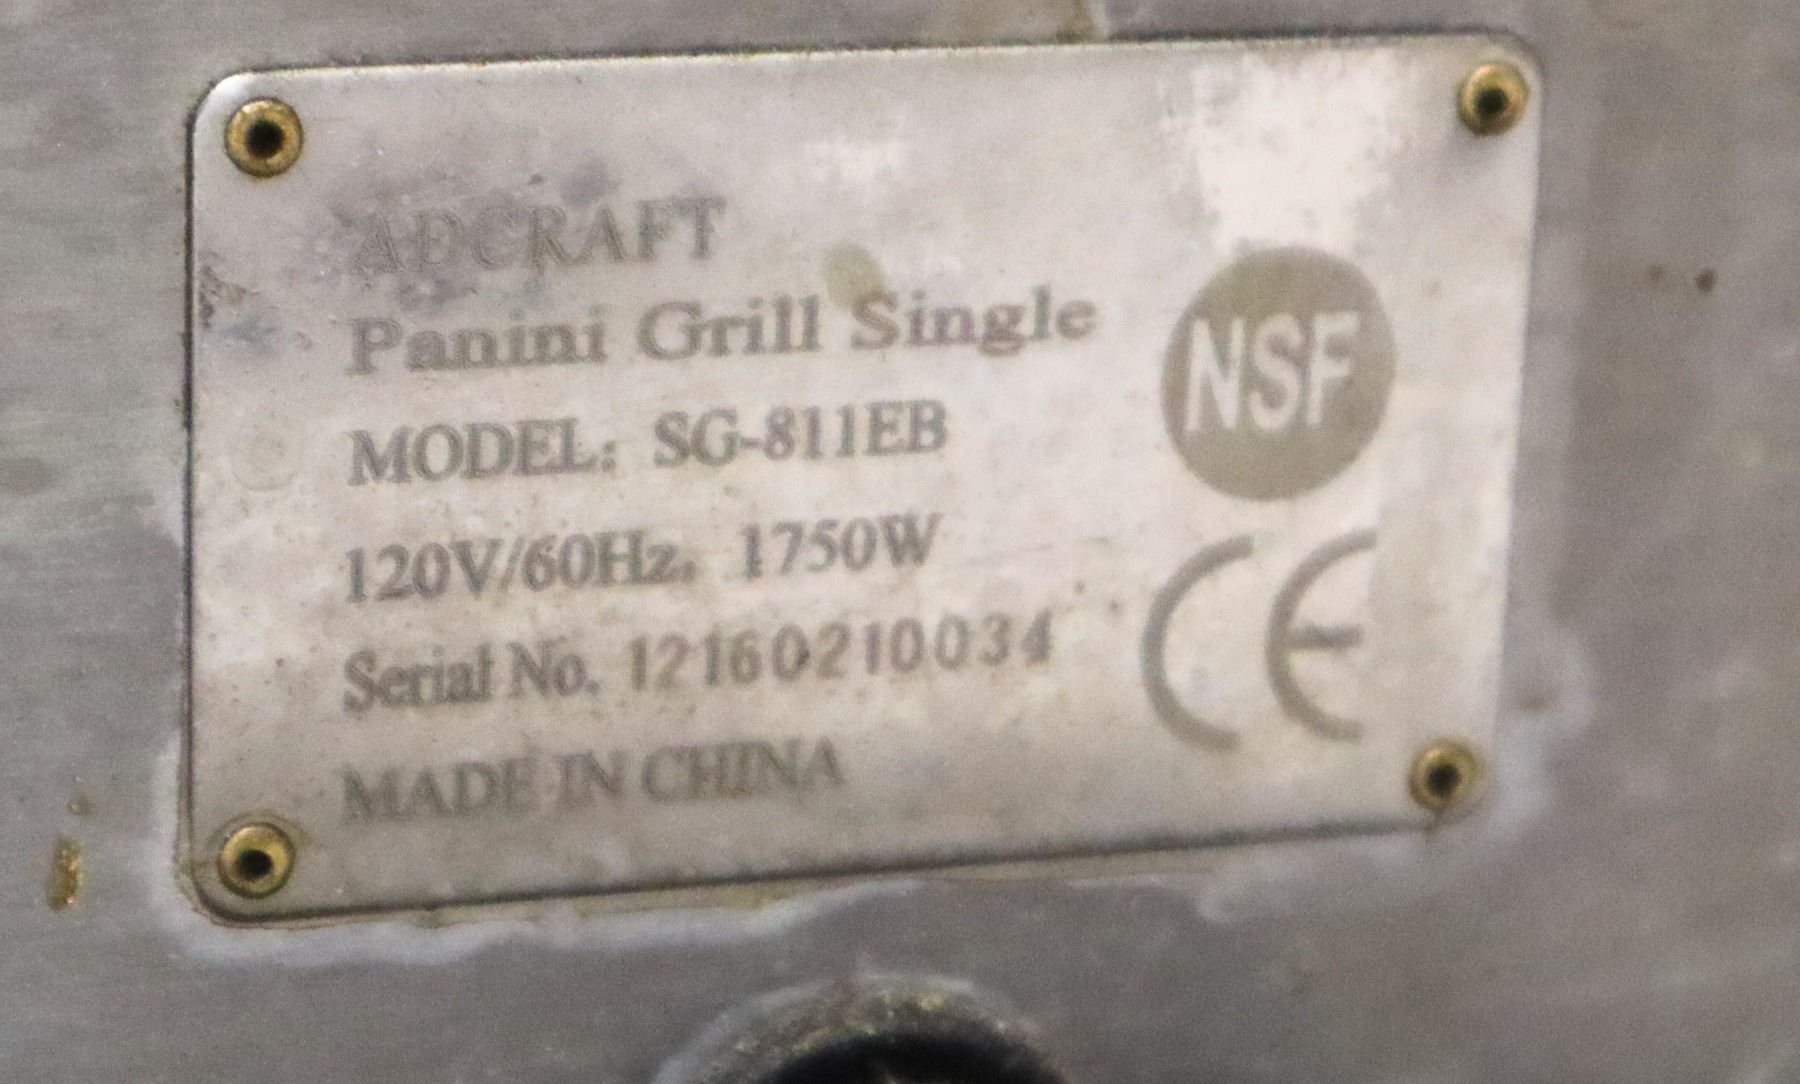 ADCRAFT
Panini Grill Single
NSF
MODEL: SG-811EB
120V/60Hz, 1750W
CE
Serial No. 12160210034
MADE IN CHINA